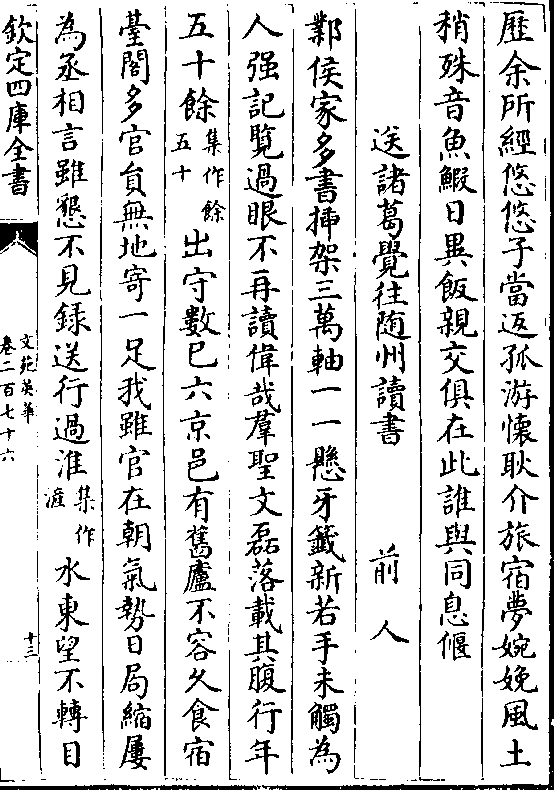 歴余所經悠悠子當返孤游懷耿介旅宿夢婉娩風土
稍殊音魚鰕日異飯親交俱在此誰與同息偃
送諸葛覺往随州讀書 前人
鄴侯家多書挿架三萬軸一一懸牙籤新若手未觸為
人强記覽過眼不再讀偉哉羣聖文磊落載其腹行年
五十餘集作餘五十出守數已六京邑有舊廬不容久食宿
臺閣多官負無地寄一足我雖官在朝氣勢日局縮屢
為丞相言雖懇不見録送行過淮集作滻水東望不轉目
欽定四庫全書
文苑英華
卷二百七十六
十三